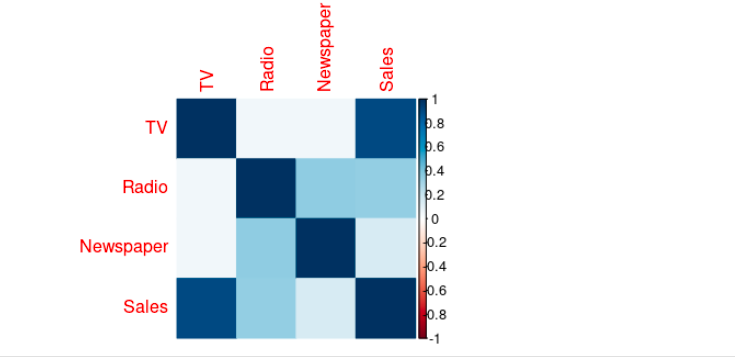 TV
Radio
Newspaper
Sales
TV
Radio
Newspaper
Sales
1
0.8
0.6
0.4
0.2
0
-0.2
-0.4
-0.6
-0.8
-1